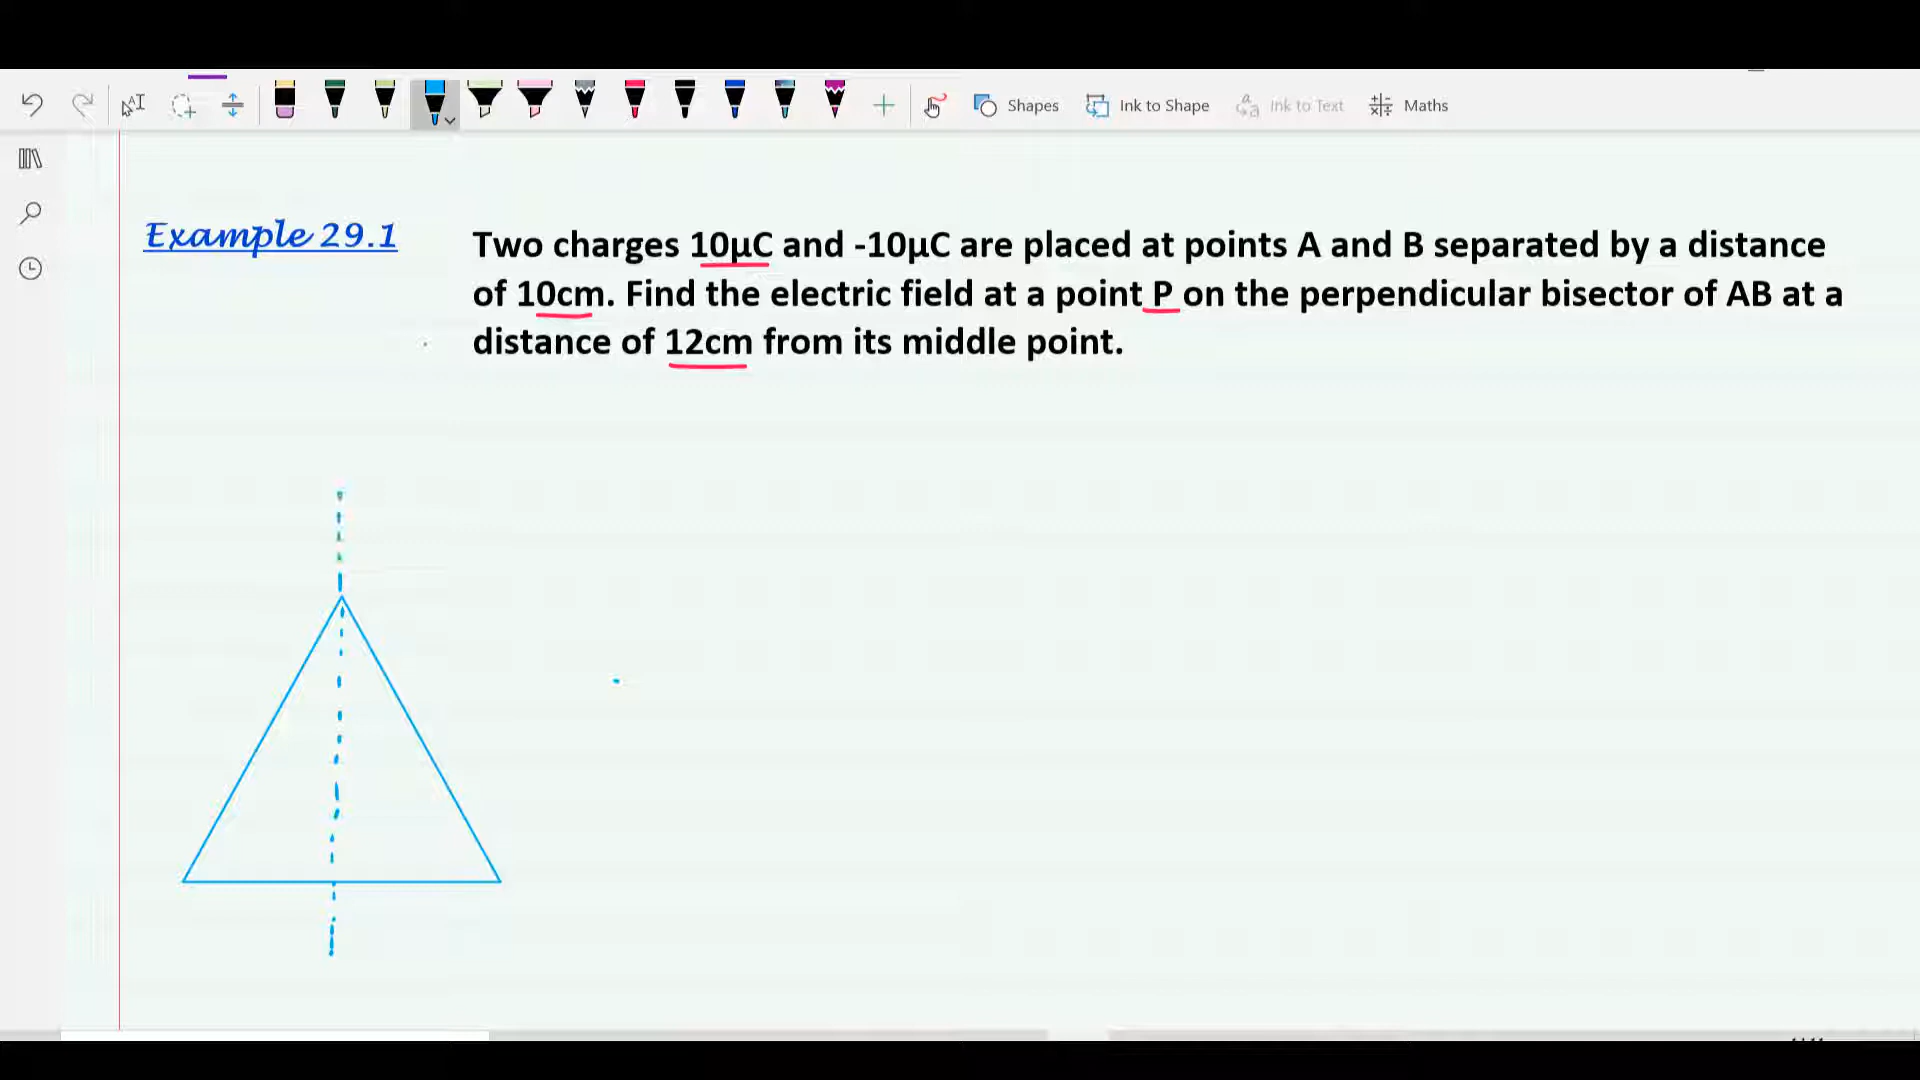 Shapes
Ink to Shape
Ink to Text
Maths
Example 29.1
Two charges 10µC and -10µC are placed at points A and B separated by a distance
of 10cm. Find the electric field at a point P on the perpendicular bisector of AB at a
distance of 12cm from its middle point.